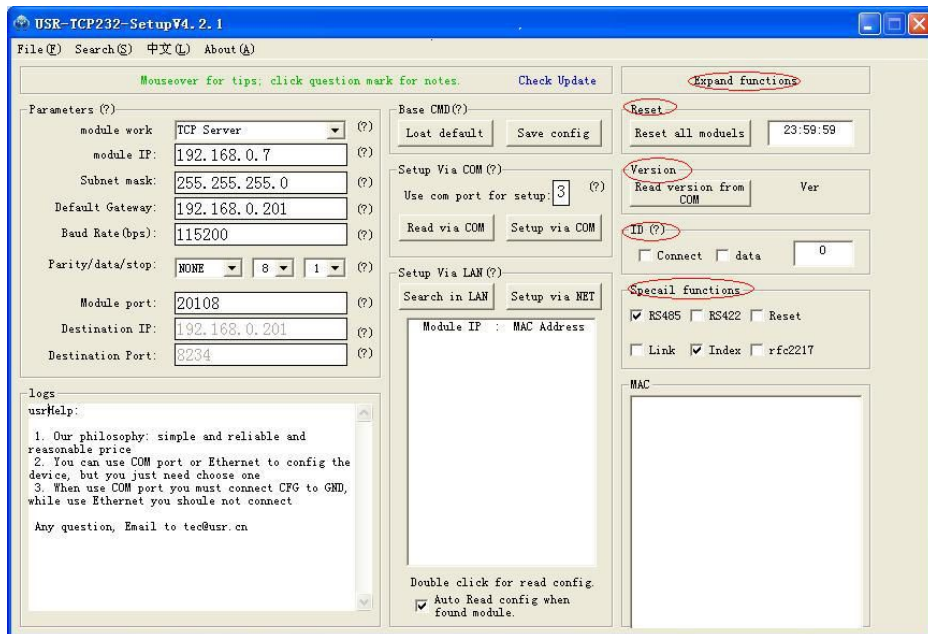 USR-TCP232-SetupV4.2.1
File(F) Search(S) 中文(L) About(A)
Mouseover for tips; click question mark for notes. Check Update
Expand functions
Parameters (?)
module work TCP Server (?)
module IP: 192.168.0.7 (?)
Subnet mask: 255.255.255.0 (?)
Default Gateway: 192.168.0.201 (?)
Baud Rate(bps): 115200 (?)
Parity/data/stop: NONE 8 1 (?)
Module port: 20108 (?)
Destination IP: 192.168.0.201 (?)
Destination Port: 8234 (?)
logs
usrHelp:
1. Our philosophy: simple and reliable and
reasonable price
2. You can use COM port or Ethernet to config the
device, but you just need choose one
3. When use COM port you must connect CFG to GND,
while use Ethernet you shoule not connect
Any question, Email to tec@usr.cn
Base CMD(?)
Loat default Save config
Setup Via COM(?)
Use com port for setup: 3 (?)
Read via COM Setup via COM
Setup Via LAN(?)
Search in LAN Setup via NET
Module IP : MAC Address
Double click for read config.
Auto Read config when
found module.
Reset
Reset all moduels 23:59:59
Version
Read version from
COM
Ver
ID(?)
Connect data 0
Specail functions
RS485 RS422 Reset
Link Index rfc2217
MAC